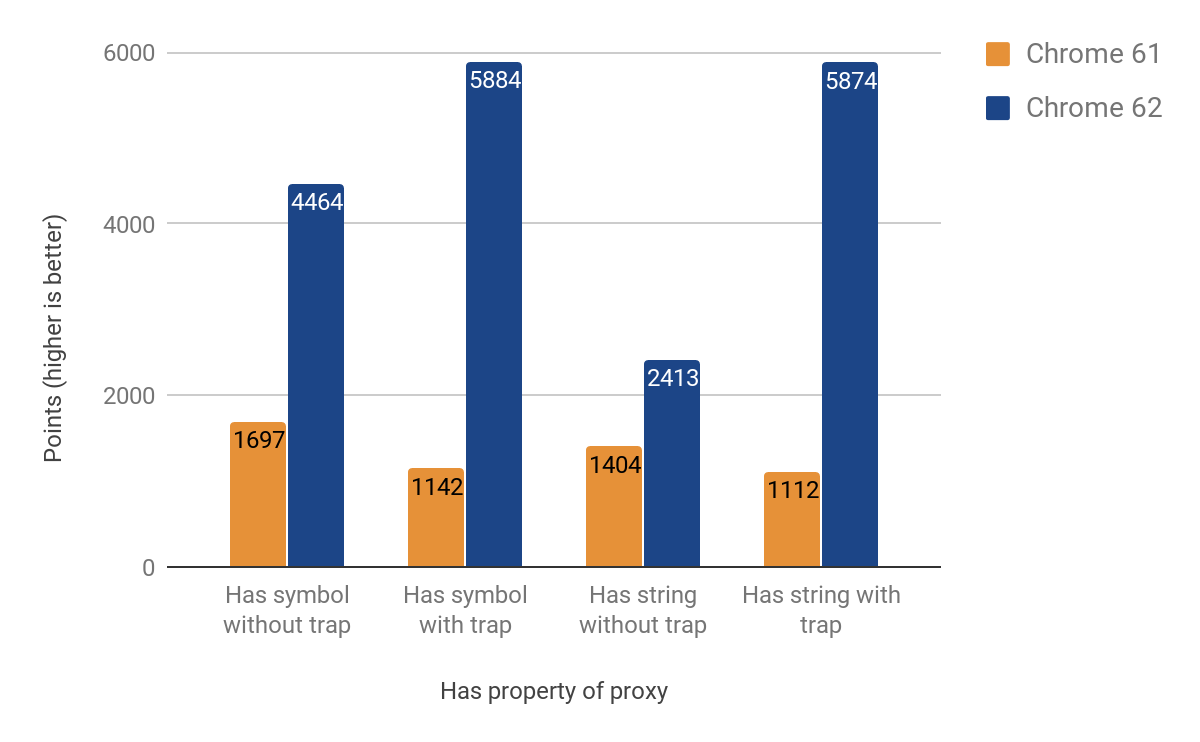 6000
4000
2000
0
Points (higher is better)
1697
4464
1142
5884
1404
2413
1112
5874
Has symbol
without trap
Has symbol
with trap
Has string
without trap
Has string with
trap
Has property of proxy
Chrome 61
Chrome 62